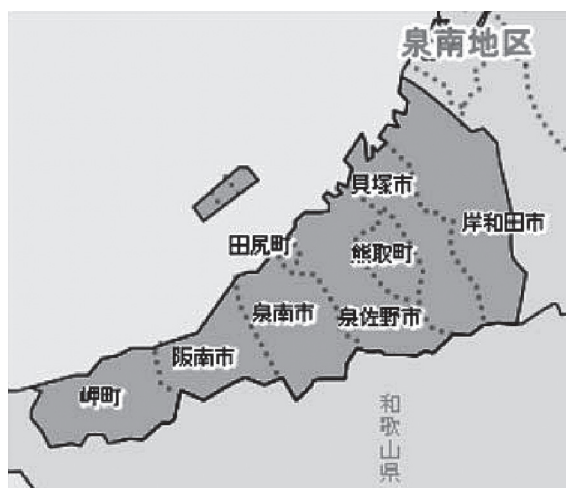 泉南地区
貝塚市
岸和田市
田尻町
熊取町
泉南市
泉佐野市
阪南市
岬町
和歌山県